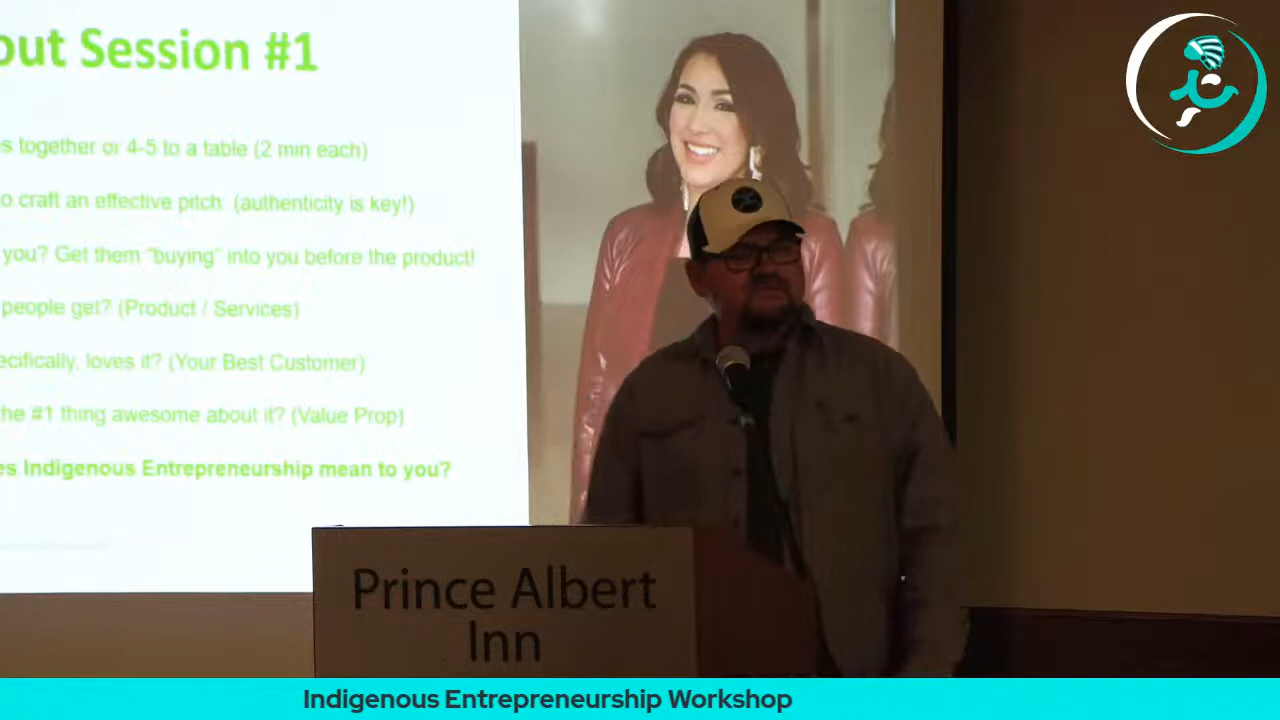 out Session #1
s together or 4-5 to a table (2 min each)
o craft an effective pitch (authenticity is key!)
you? Get them "buying" into you before the product!
people get? (Product / Services)
ecifically, loves it? (Your Best Customer)
the #1 thing awesome about it? (Value Prop)
es Indigenous Entrepreneurship mean to you?
Prince Albert
Inn
Indigenous Entrepreneurship Workshop